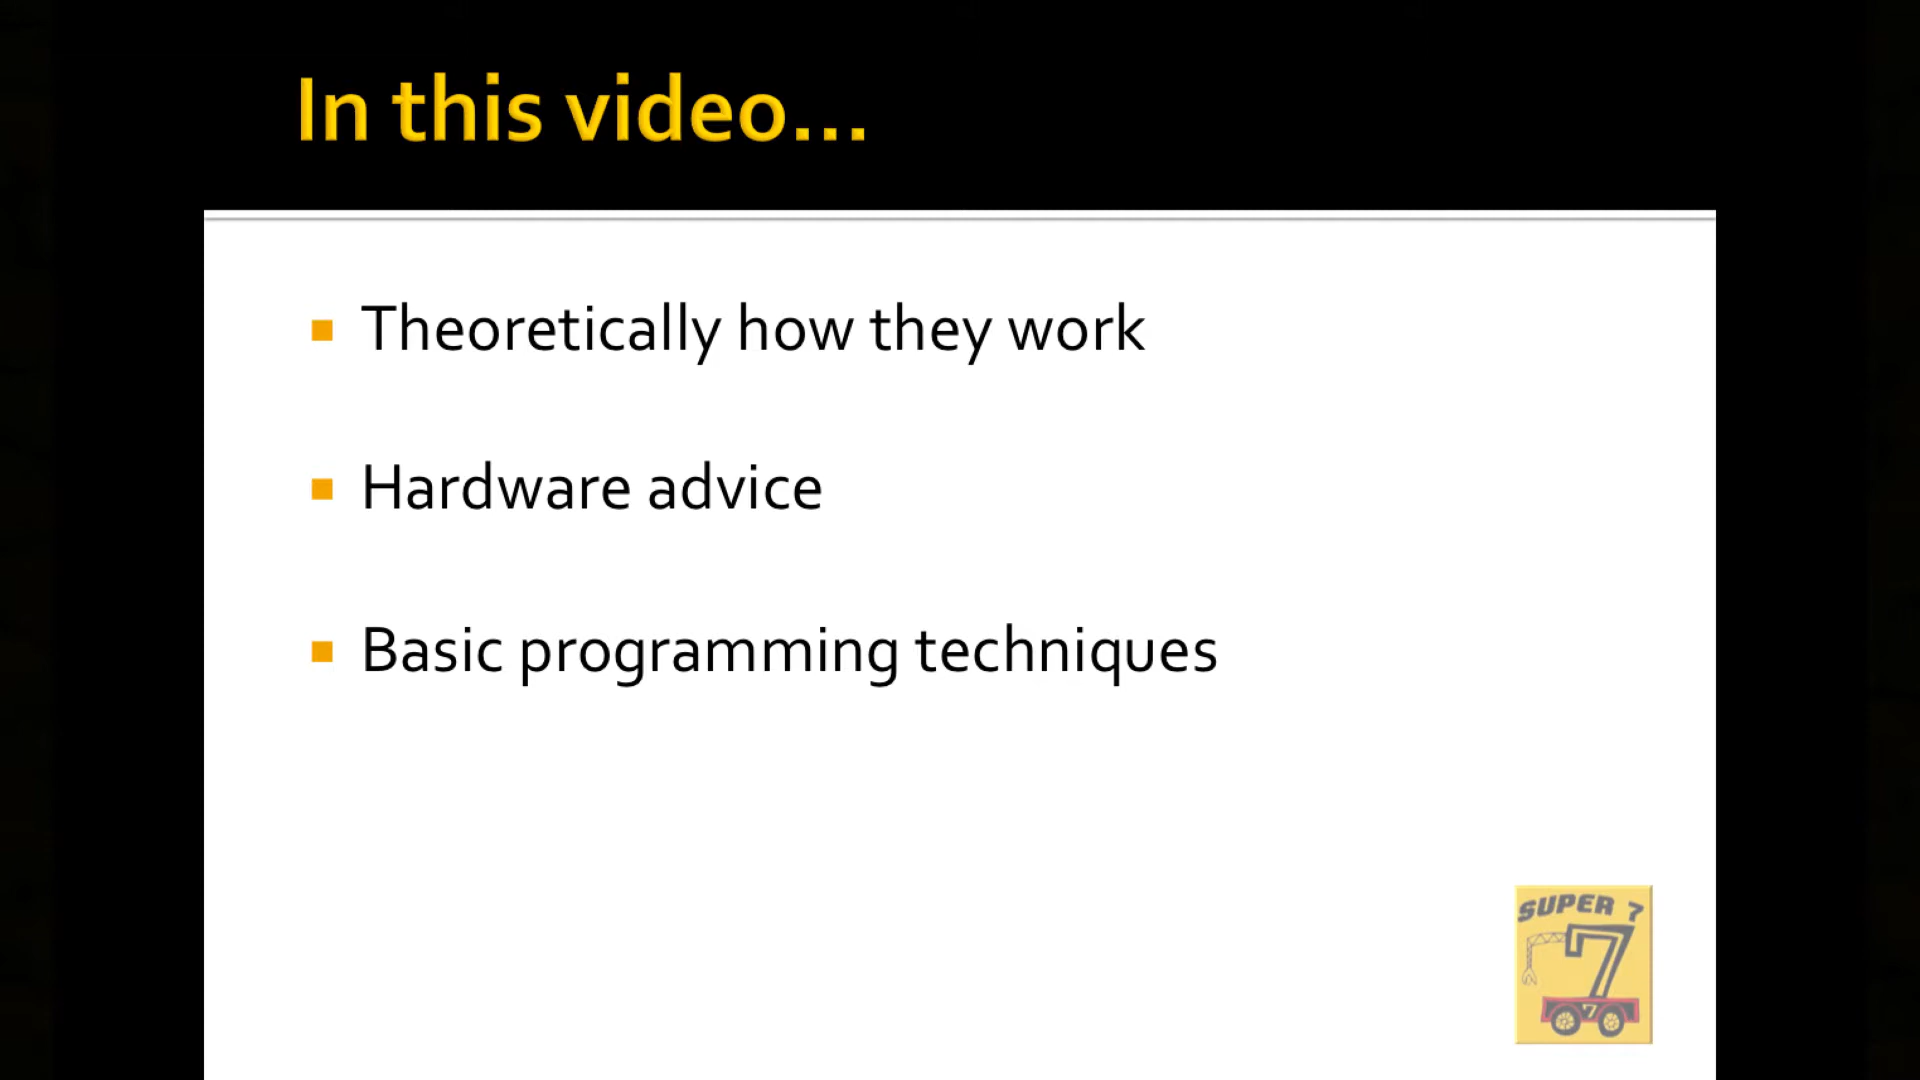 In this video...
Theoretically how they work
Hardware advice
Basic programming techniques
SUPER 7
7
7